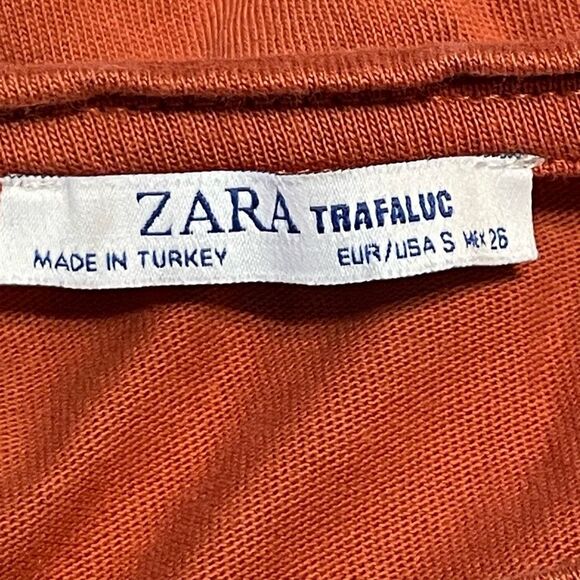 ZARA TRAFALUC
MADE IN TURKEY EUR/USA S MEX 26